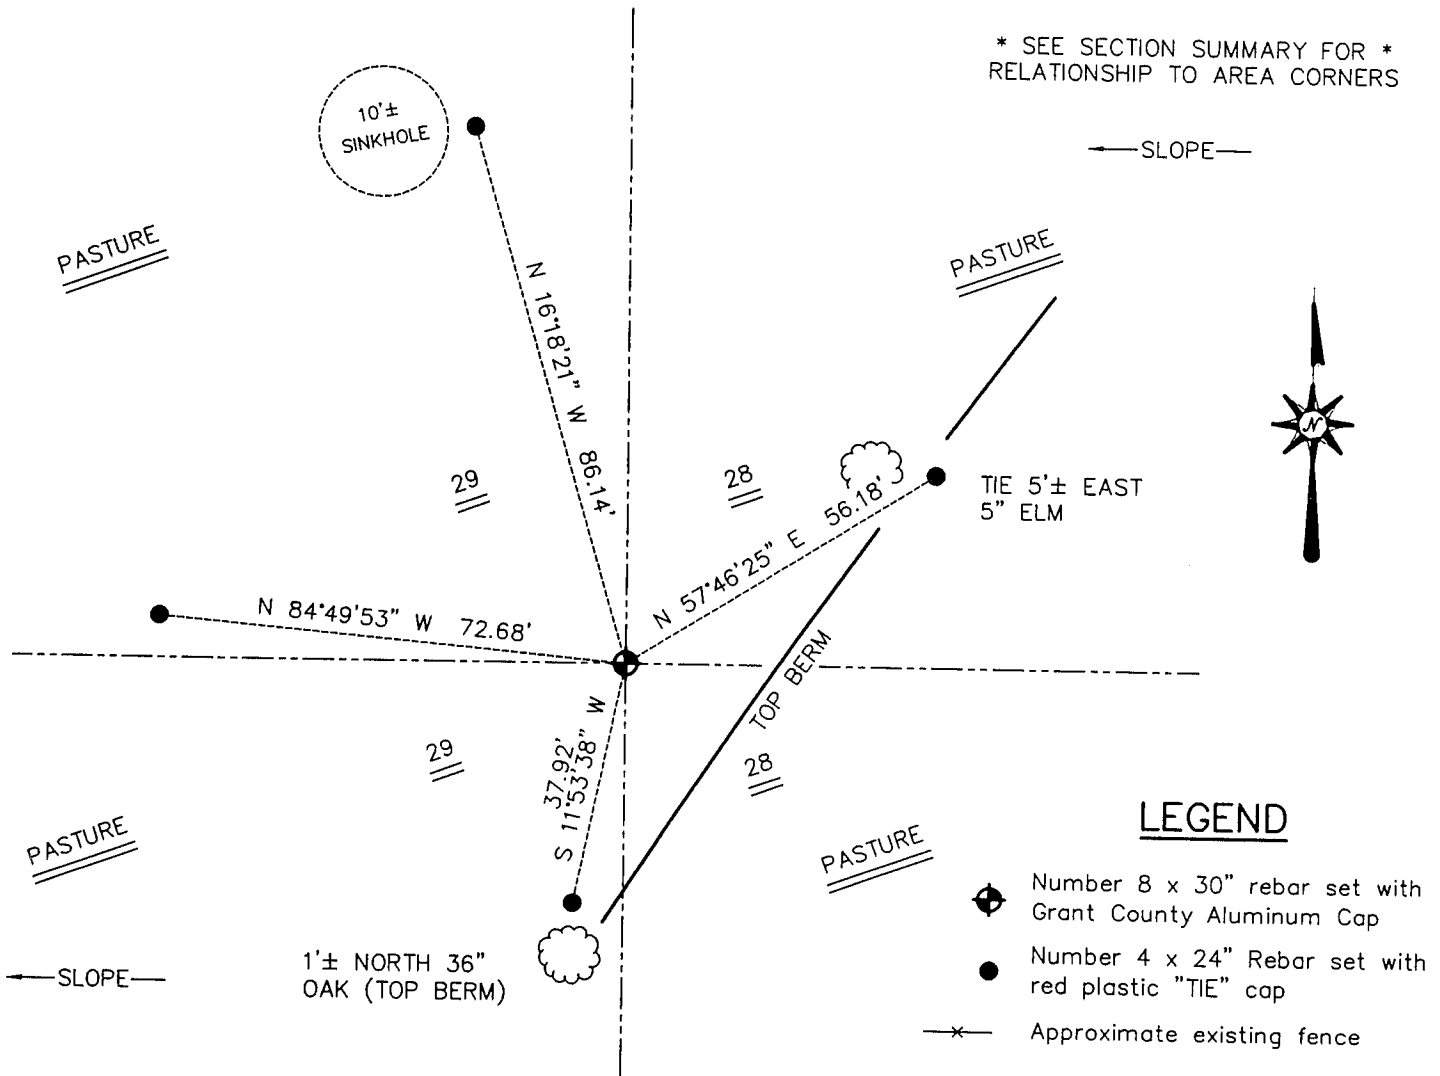 * SEE SECTION SUMMARY FOR *
RELATIONSHIP TO AREA CORNERS
10'±
SINKHOLE
SLOPE
PASTURE
PASTURE
N 16°18'21" W 86.14'
N
29
28
TIE 5'± EAST
5" ELM
N 57°46'25" E 56.18'
N 84°49'53" W 72.68'
TOP BERM
37.92'
S 11°53'38" W
29
28
PASTURE
PASTURE
SLOPE
1'± NORTH 36"
OAK (TOP BERM)
LEGEND
Number 8 x 30" rebar set with
Grant County Aluminum Cap
Number 4 x 24" Rebar set with
red plastic "TIE" cap
Approximate existing fence